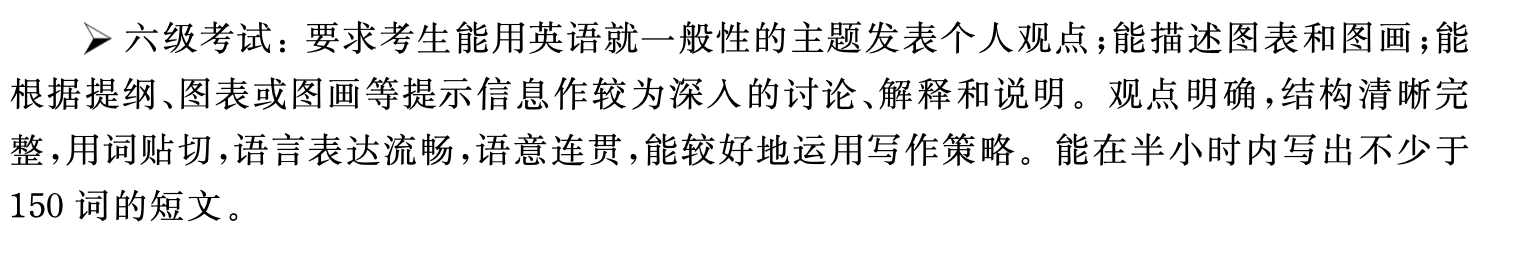 ➢ 六级考试：要求考生能用英语就一般性的主题发表个人观点;能描述图表和图画;能
根据提纲、图表或图画等提示信息作较为深入的讨论、解释和说明。观点明确,结构清晰完
整,用词贴切,语言表达流畅,语意连贯,能较好地运用写作策略。能在半小时内写出不少于
150 词的短文。